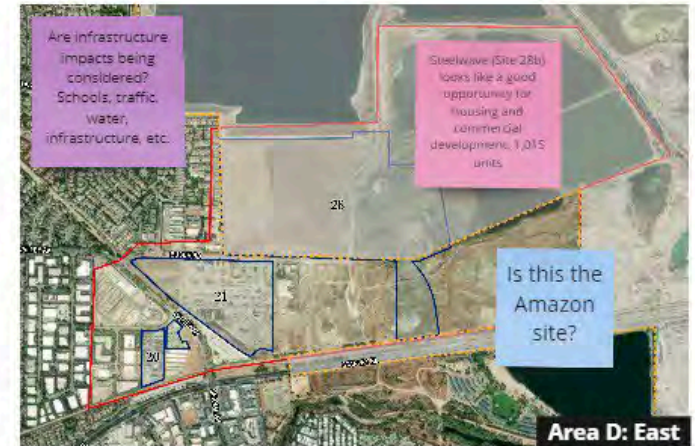 Are infrastructure
impacts being
considered?
Schools, traffic,
water,
infrastructure, etc.
Steelwave (Site 28b)
looks like a good
opportunity for
housing and
commercial
development, 1,015
units
28
21
20
Is this the
Amazon
site?
Area D: East